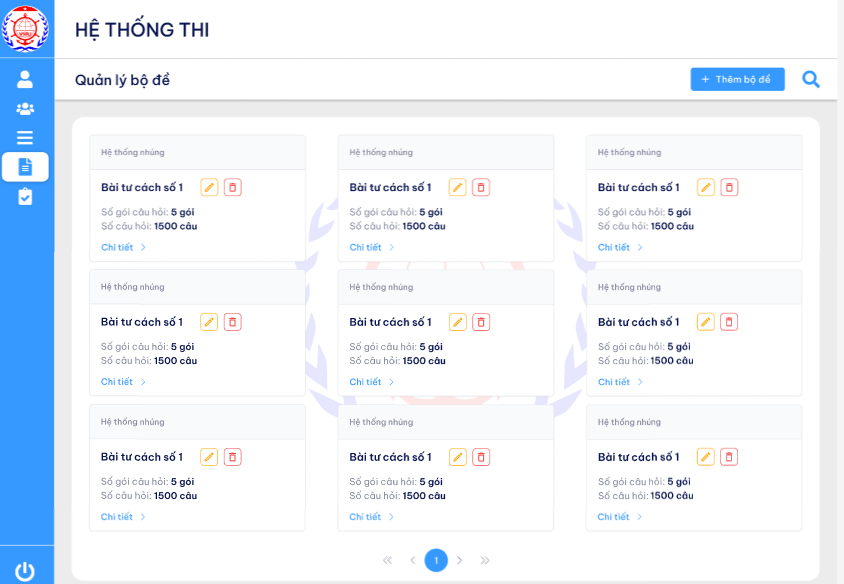 HỆ THỐNG THI
Quản lý bộ đề
+ Thêm bộ đề
Hệ thống nhúng
Bài tư cách số 1
Số gói câu hỏi: 5 gói
Số câu hỏi: 1500 câu
Chi tiết >
Hệ thống nhúng
Bài tư cách số 1
Số gói câu hỏi: 5 gói
Số câu hỏi: 1500 câu
Chi tiết >
Hệ thống nhúng
Bài tư cách số 1
Số gói câu hỏi: 5 gói
Số câu hỏi: 1500 câu
Chi tiết >
Hệ thống nhúng
Bài tư cách số 1
Số gói câu hỏi: 5 gói
Số câu hỏi: 1500 câu
Chi tiết >
Hệ thống nhúng
Bài tư cách số 1
Số gói câu hỏi: 5 gói
Số câu hỏi: 1500 câu
Chi tiết >
Hệ thống nhúng
Bài tư cách số 1
Số gói câu hỏi: 5 gói
Số câu hỏi: 1500 câu
Chi tiết >
Hệ thống nhúng
Bài tư cách số 1
Số gói câu hỏi: 5 gói
Số câu hỏi: 1500 câu
Chi tiết >
Hệ thống nhúng
Bài tư cách số 1
Số gói câu hỏi: 5 gói
Số câu hỏi: 1500 câu
Chi tiết >
Hệ thống nhúng
Bài tư cách số 1
Số gói câu hỏi: 5 gói
Số câu hỏi: 1500 câu
Chi tiết >
« < 1 > »